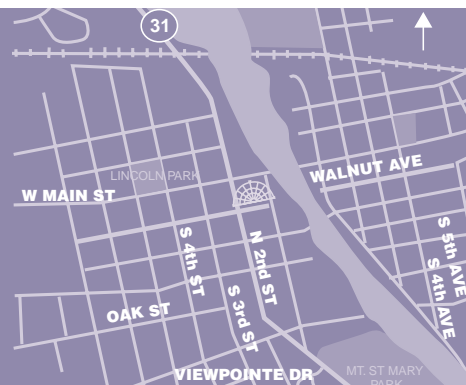 31
LINCOLN PARK
WALNUT AVE
W MAIN ST
S 4th ST
N 2nd ST
S 5th AVE
S 4th AVE
S 3rd ST
OAK ST
VIEWPOINTE DR
MT. ST MARY
PARK